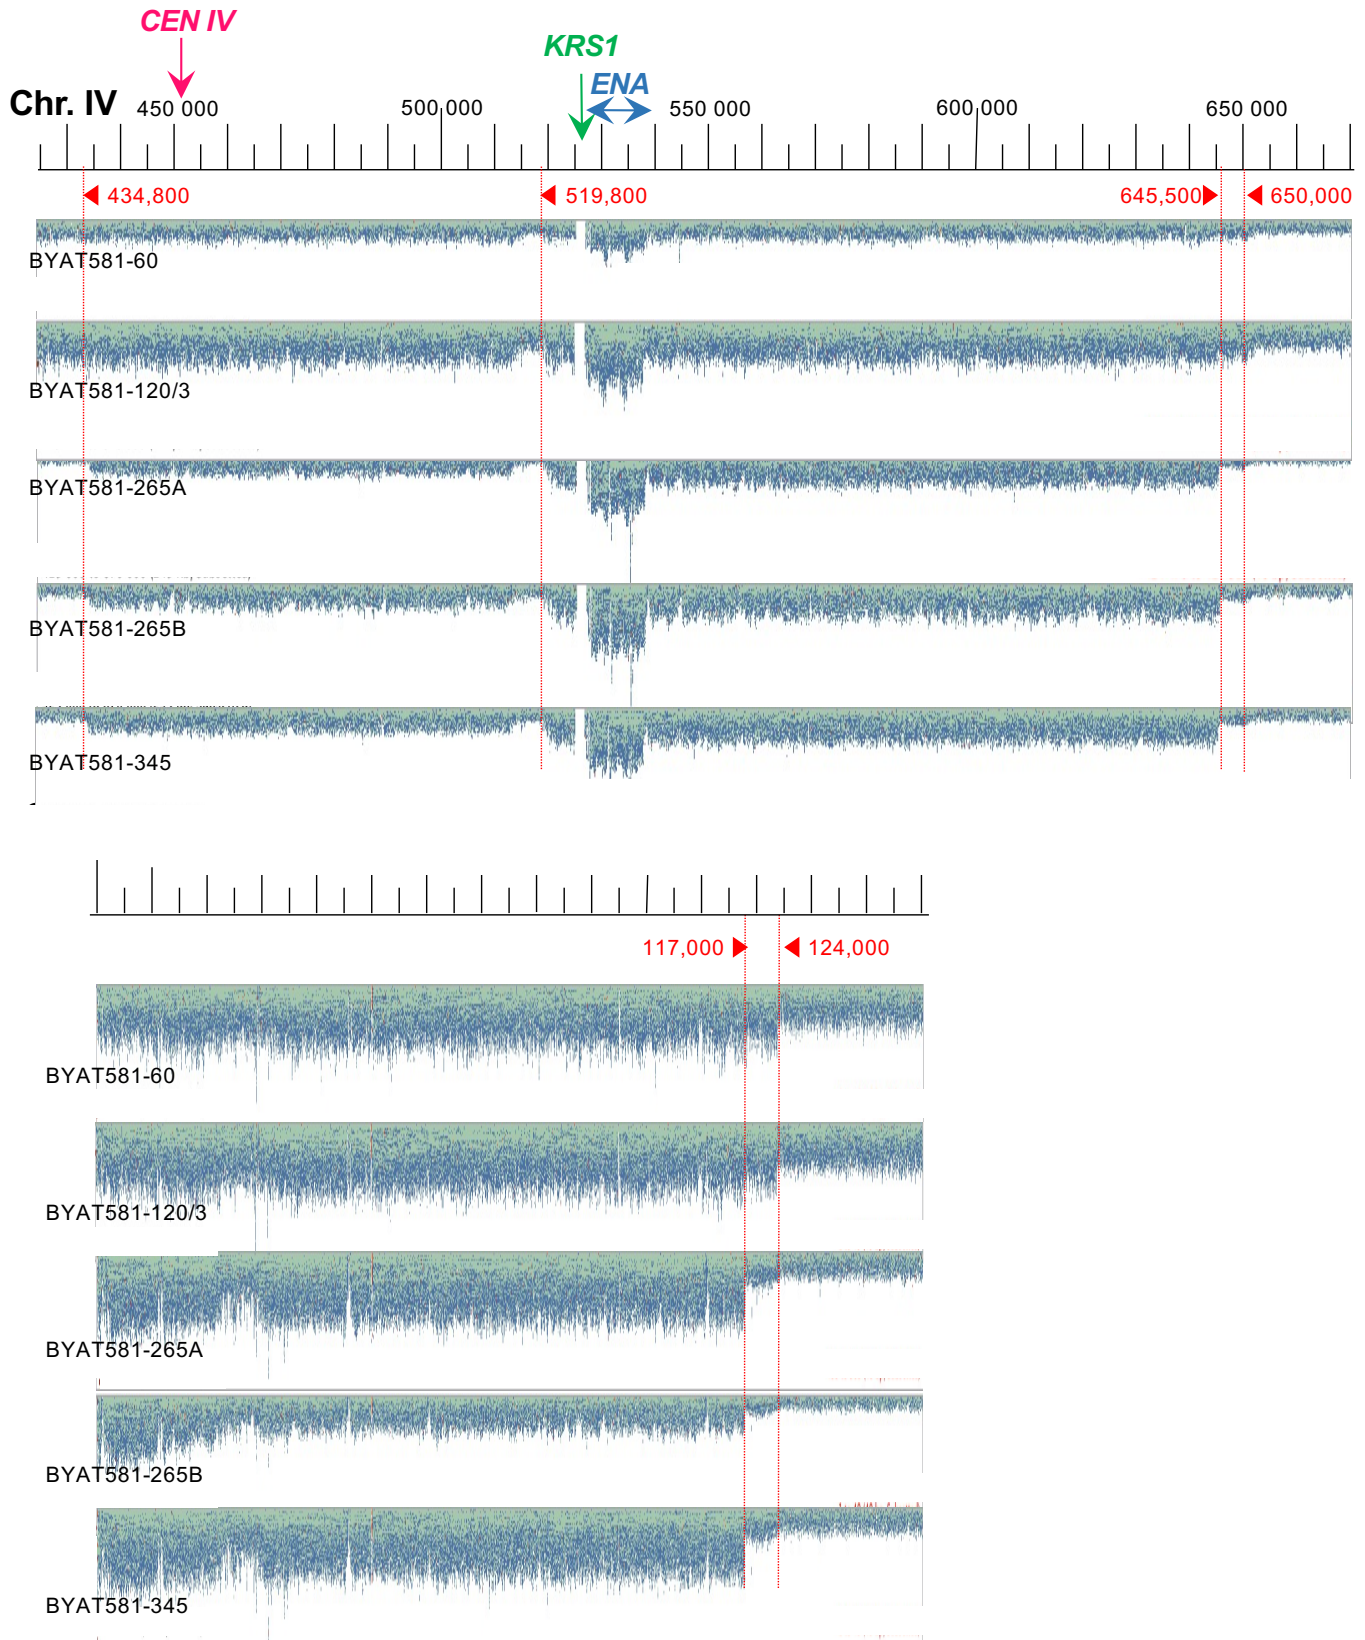 CEN IV
KRS1
ENA
Chr. IV 450 000 500 000 550 000 600 000 650 000
434,800 519,800 645,500 650,000
BYAT581-60
BYAT581-120/3
BYAT581-265A
BYAT581-265B
BYAT581-345
117,000 124,000
BYAT581-60
BYAT581-120/3
BYAT581-265A
BYAT581-265B
BYAT581-345